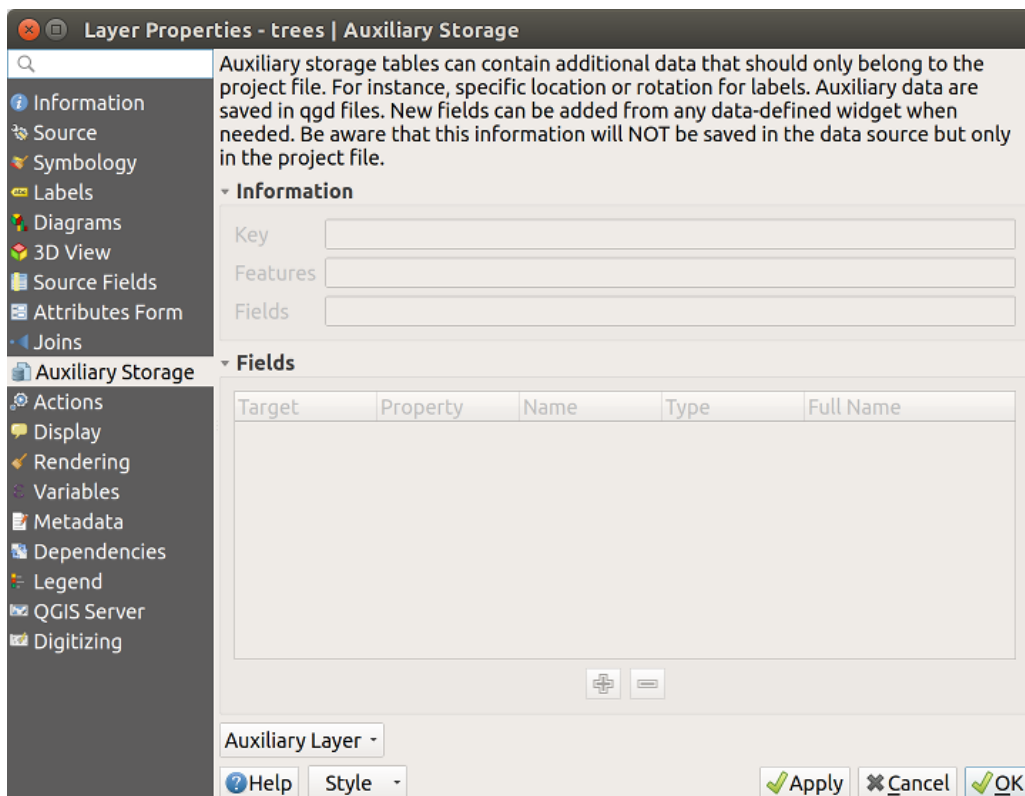 Layer Properties - trees | Auxiliary Storage
Information
Source
Symbology
Labels
Diagrams
3D View
Source Fields
Attributes Form
Joins
Auxiliary Storage
Actions
Display
Rendering
Variables
Metadata
Dependencies
Legend
QGIS Server
Digitizing
Auxiliary storage tables can contain additional data that should only belong to the
project file. For instance, specific location or rotation for labels. Auxiliary data are
saved in qgd files. New fields can be added from any data-defined widget when
needed. Be aware that this information will NOT be saved in the data source but only
in the project file.
Information
Key
Features
Fields
Fields
Target Property Name Type Full Name
Auxiliary Layer
Help Style Apply Cancel OK